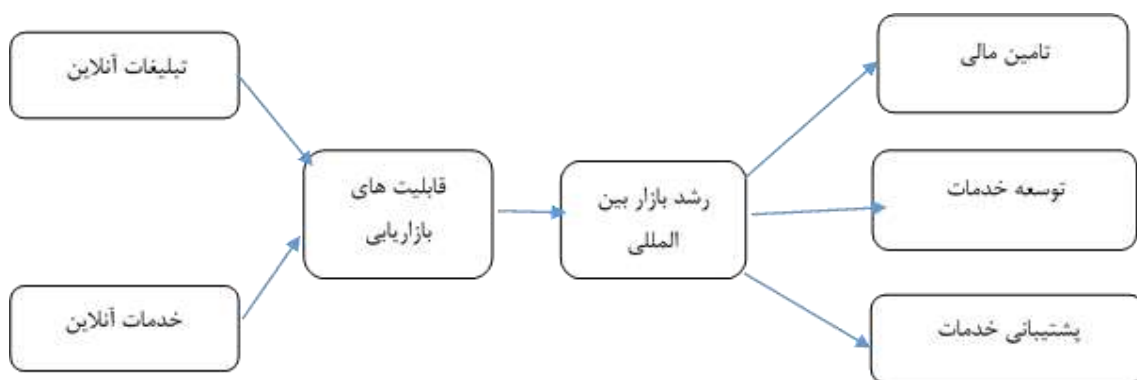 تبلیغات آنلاین
خدمات آنلاین
قابلیت های
بازاریابی
رشد بازار بین
المللی
تامین مالی
توسعه خدمات
پشتیبانی خدمات